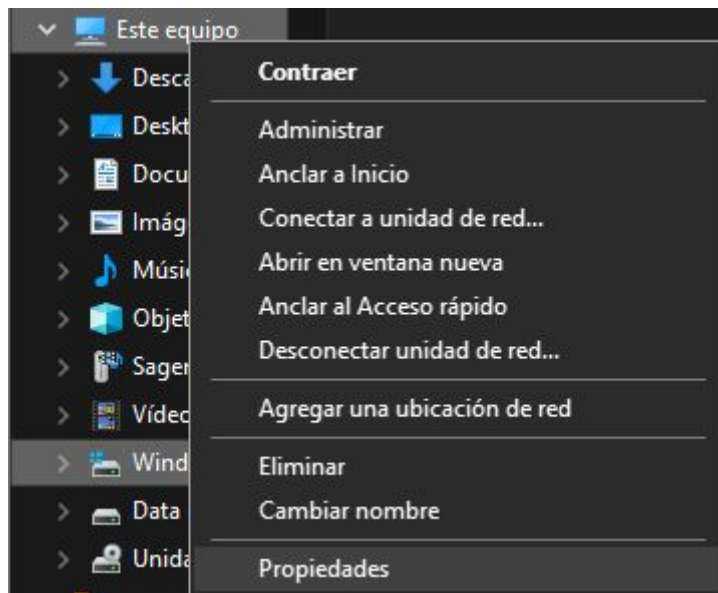 Este equipo
Contraer
Desca
Administrar
Deskt
Anclar a Inicio
Docu
Conectar a unidad de red...
Imág
Abrir en ventana nueva
Músi
Anclar al Acceso rápido
Objet
Desconectar unidad de red...
Sager
Agregar una ubicación de red
Vídeo
Eliminar
Wind
Cambiar nombre
Data
Propiedades
Unida